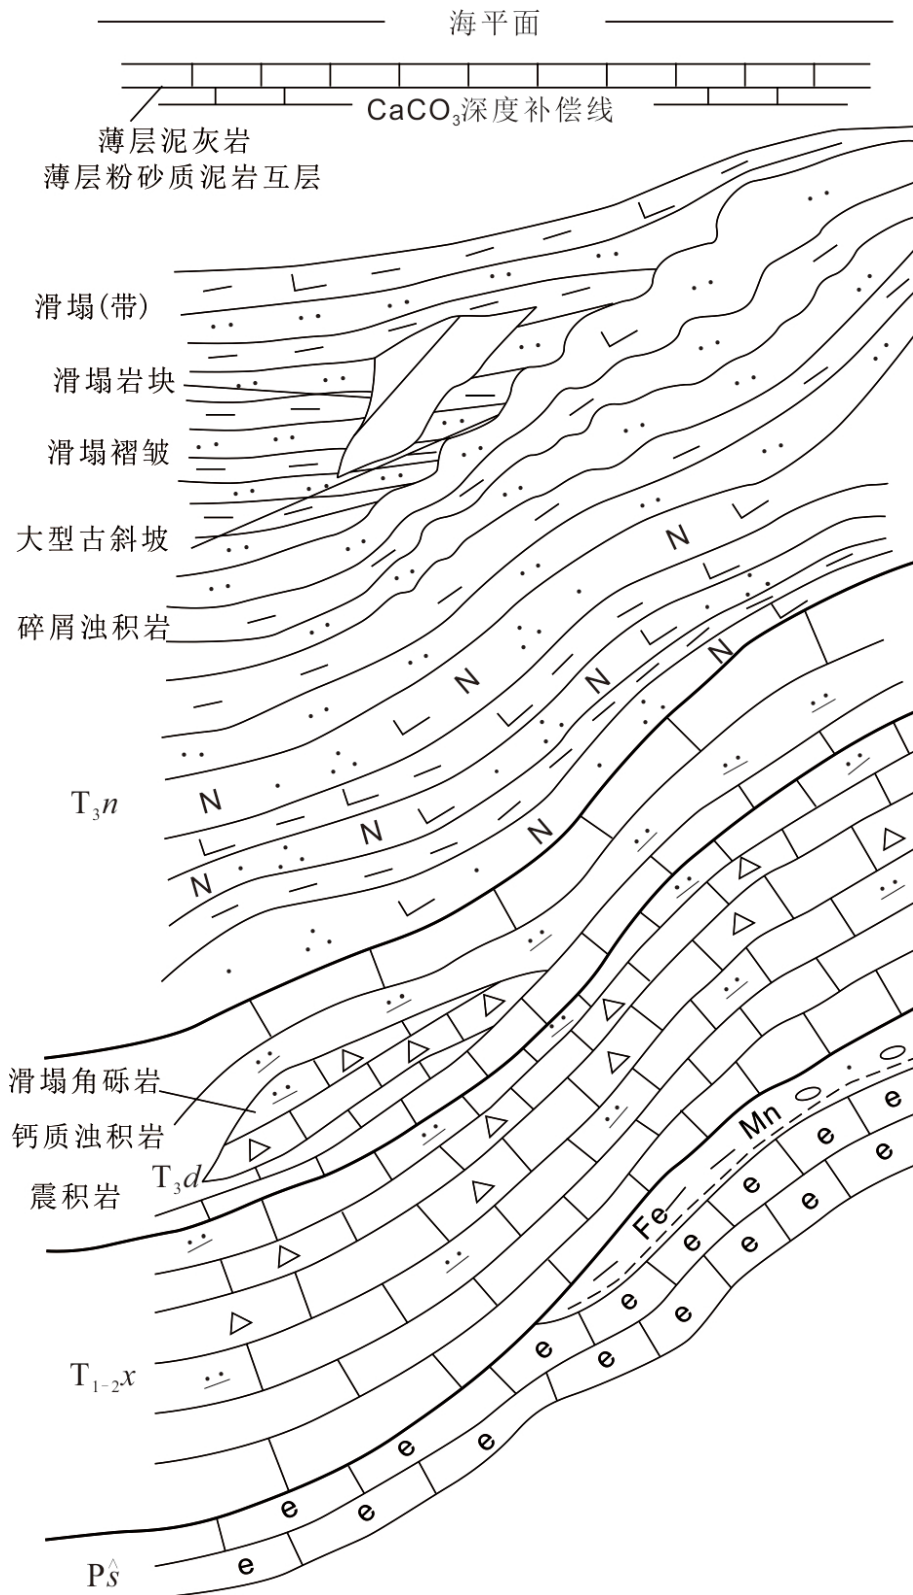 海平面
CaCO₃深度补偿线
薄层泥灰岩
薄层粉砂质泥岩互层
滑塌(带)
滑塌岩块
滑塌褶皱
大型古斜坡
N
碎屑浊积岩
N
N
N
T₃n
N
N
N
N
滑塌角砾岩
钙质浊积岩
T₃d
震积岩
Mn
Fe
e
e
e
e
e
e
e
e
e
e
e
T₁₋₂x
e
e
e
e
e
e
Pŝ